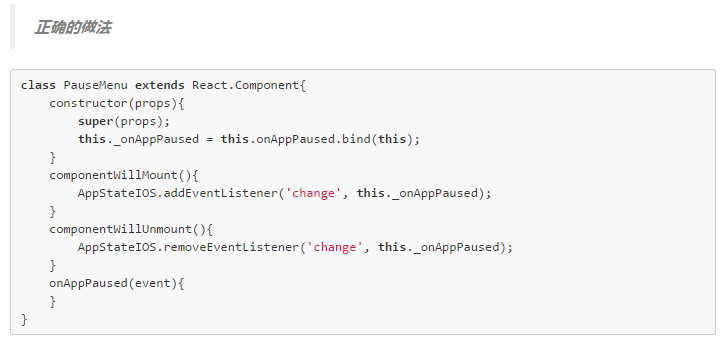 正确的做法
class PauseMenu extends React.Component{
    constructor(props){
        super(props);
        this._onAppPaused = this.onAppPaused.bind(this);
    }
    componentWillMount(){
        AppStateIOS.addEventListener('change', this._onAppPaused);
    }
    componentWillUnmount(){
        AppStateIOS.removeEventListener('change', this._onAppPaused);
    }
    onAppPaused(event){
    }
}